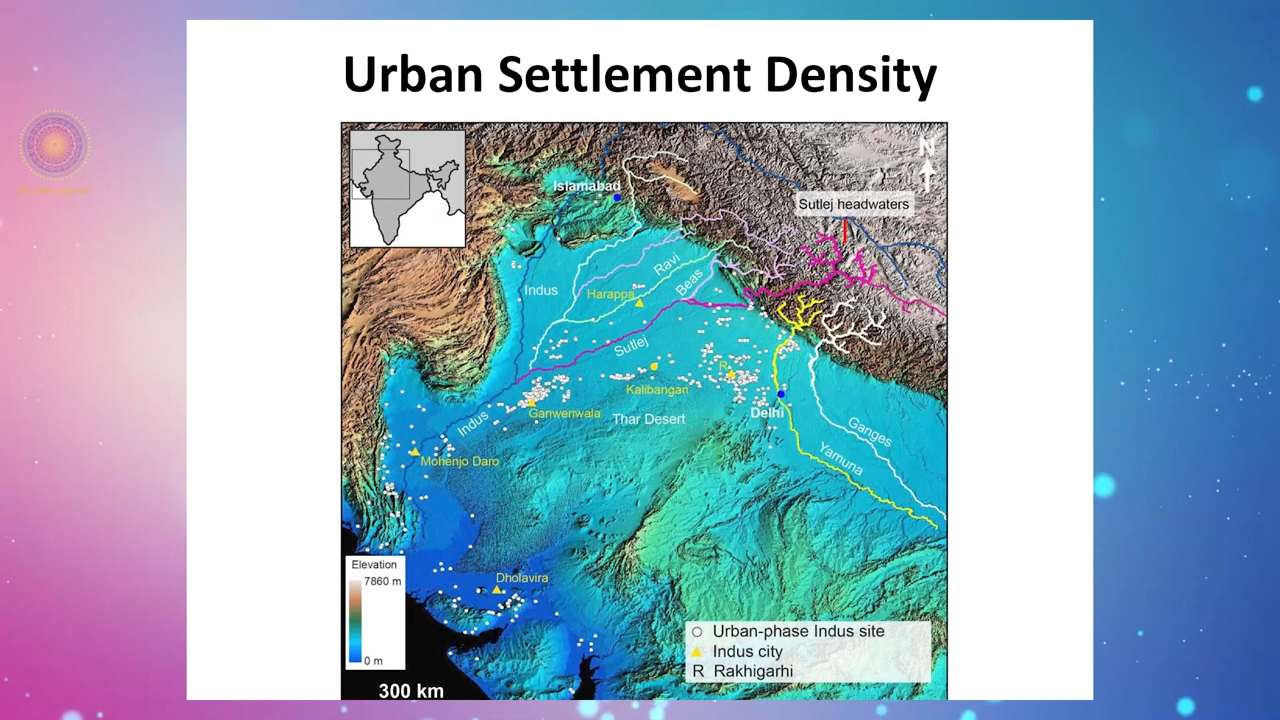 Urban Settlement Density
N
Islamabad
Sutlej headwaters
Indus
Ravi
Harappa
Beas
Sutlej
R
Kalibangan
Ganweriwala
Thar Desert
Delhi
Indus
Ganges
Mohenjo Daro
Yamuna
Elevation
7860 m
0 m
Dholavira
Urban-phase Indus site
Indus city
R Rakhigarhi
300 km